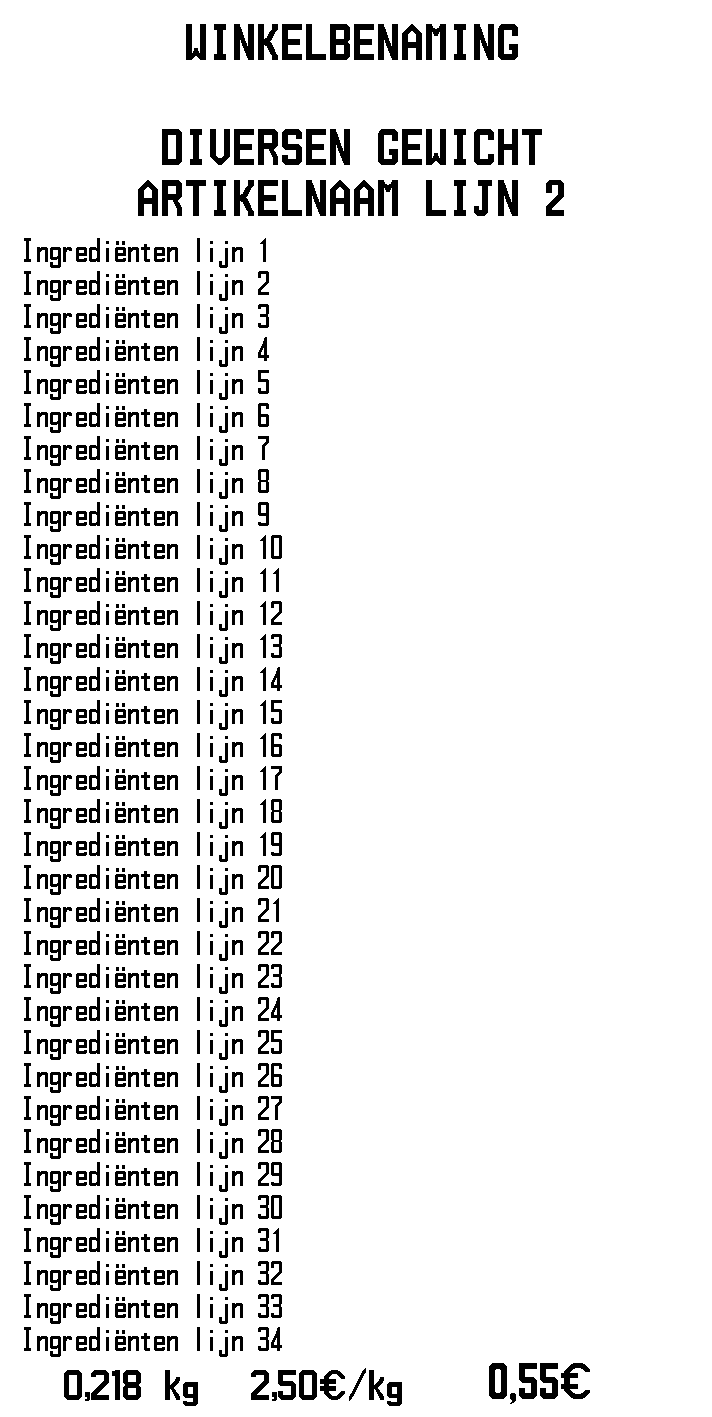 WINKELBENAMING
DIVERSEN GEWICHT
ARTIKELNAAM LIJN 2
Ingrediënten lijn 1
Ingrediënten lijn 2
Ingrediënten lijn 3
Ingrediënten lijn 4
Ingrediënten lijn 5
Ingrediënten lijn 6
Ingrediënten lijn 7
Ingrediënten lijn 8
Ingrediënten lijn 9
Ingrediënten lijn 10
Ingrediënten lijn 11
Ingrediënten lijn 12
Ingrediënten lijn 13
Ingrediënten lijn 14
Ingrediënten lijn 15
Ingrediënten lijn 16
Ingrediënten lijn 17
Ingrediënten lijn 18
Ingrediënten lijn 19
Ingrediënten lijn 20
Ingrediënten lijn 21
Ingrediënten lijn 22
Ingrediënten lijn 23
Ingrediënten lijn 24
Ingrediënten lijn 25
Ingrediënten lijn 26
Ingrediënten lijn 27
Ingrediënten lijn 28
Ingrediënten lijn 29
Ingrediënten lijn 30
Ingrediënten lijn 31
Ingrediënten lijn 32
Ingrediënten lijn 33
Ingrediënten lijn 34
0,218 kg 2,50€/kg 0,55€